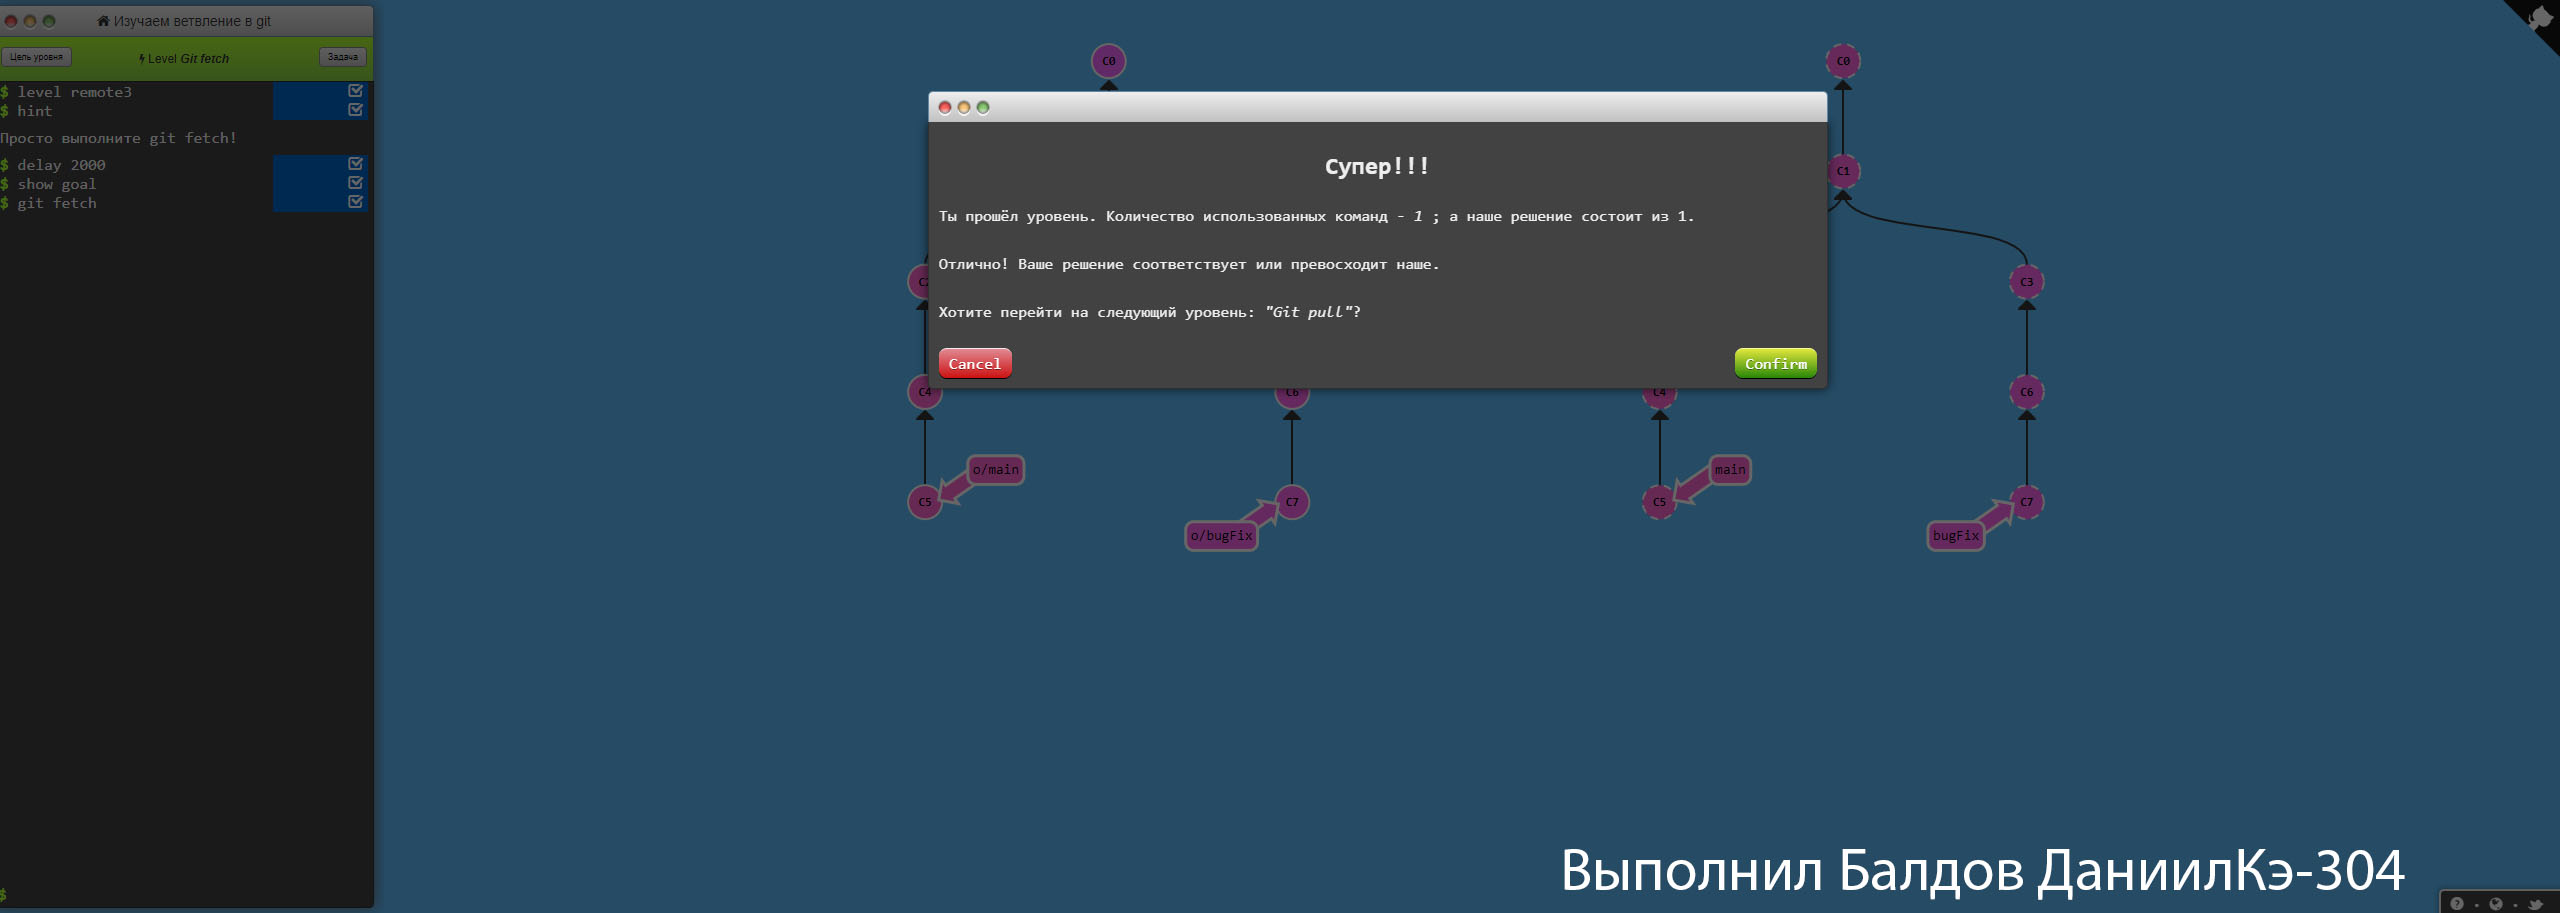 Изучаем ветвление в git
Цель уровня
Level Git fetch
Задача
$ level remote3
$ hint
Просто выполните git fetch!
$ delay 2000
$ show goal
$ git fetch
$
C0
C0
Супер!!!
Ты прошёл уровень. Количество использованных команд - 1 ; а наше решение состоит из 1.
Отлично! Ваше решение соответствует или превосходит наше.
Хотите перейти на следующий уровень: "Git pull"?
Cancel
Confirm
C1
C2
C3
C4
C6
C4
C6
o/main
main
C5
C7
C5
C7
o/bugFix
bugFix
Выполнил Балдов ДаниилКэ-304